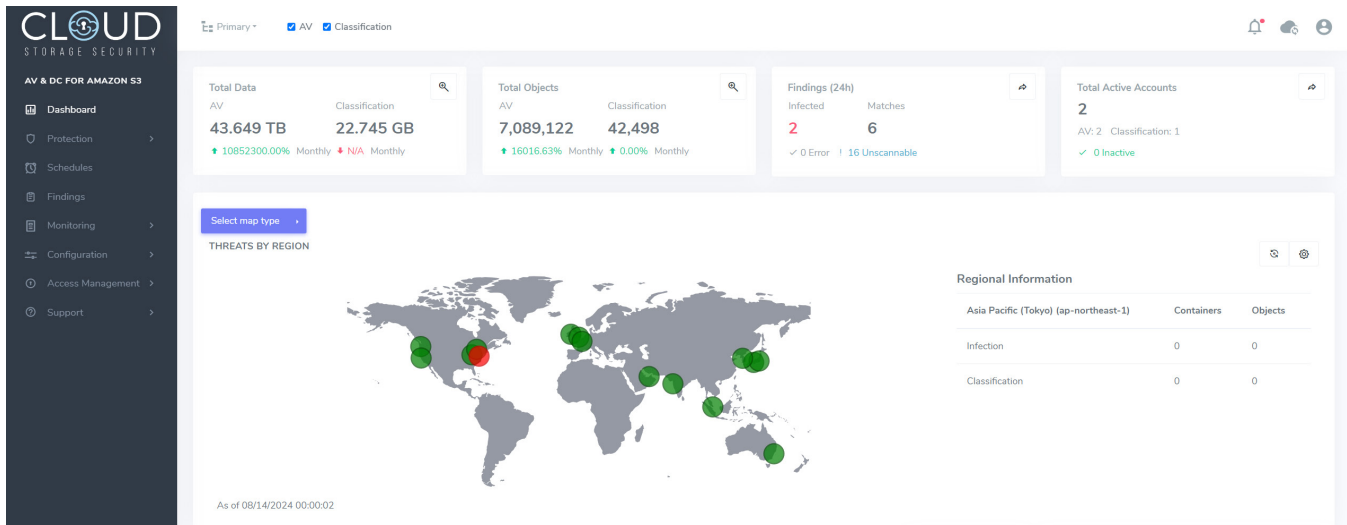 CLOUD
STORAGE SECURITY
AV & DC FOR AMAZON S3
Dashboard
Protection
Schedules
Findings
Monitoring
Configuration
Access Management
Support
Primary
AV Classification
Total Data
AV Classification
43.649 TB 22.745 GB
10852300.00% Monthly N/A Monthly
Total Objects
AV Classification
7,089,122 42,498
16016.63% Monthly 0.00% Monthly
Findings (24h)
Infected Matches
2 6
0 Error ! 16 Unscannable
Total Active Accounts
2
AV: 2 Classification: 1
0 Inactive
Select map type
THREATS BY REGION
Regional Information
Asia Pacific (Tokyo) (ap-northeast-1) Containers Objects
Infection 0 0
Classification 0 0
As of 08/14/2024 00:00:02